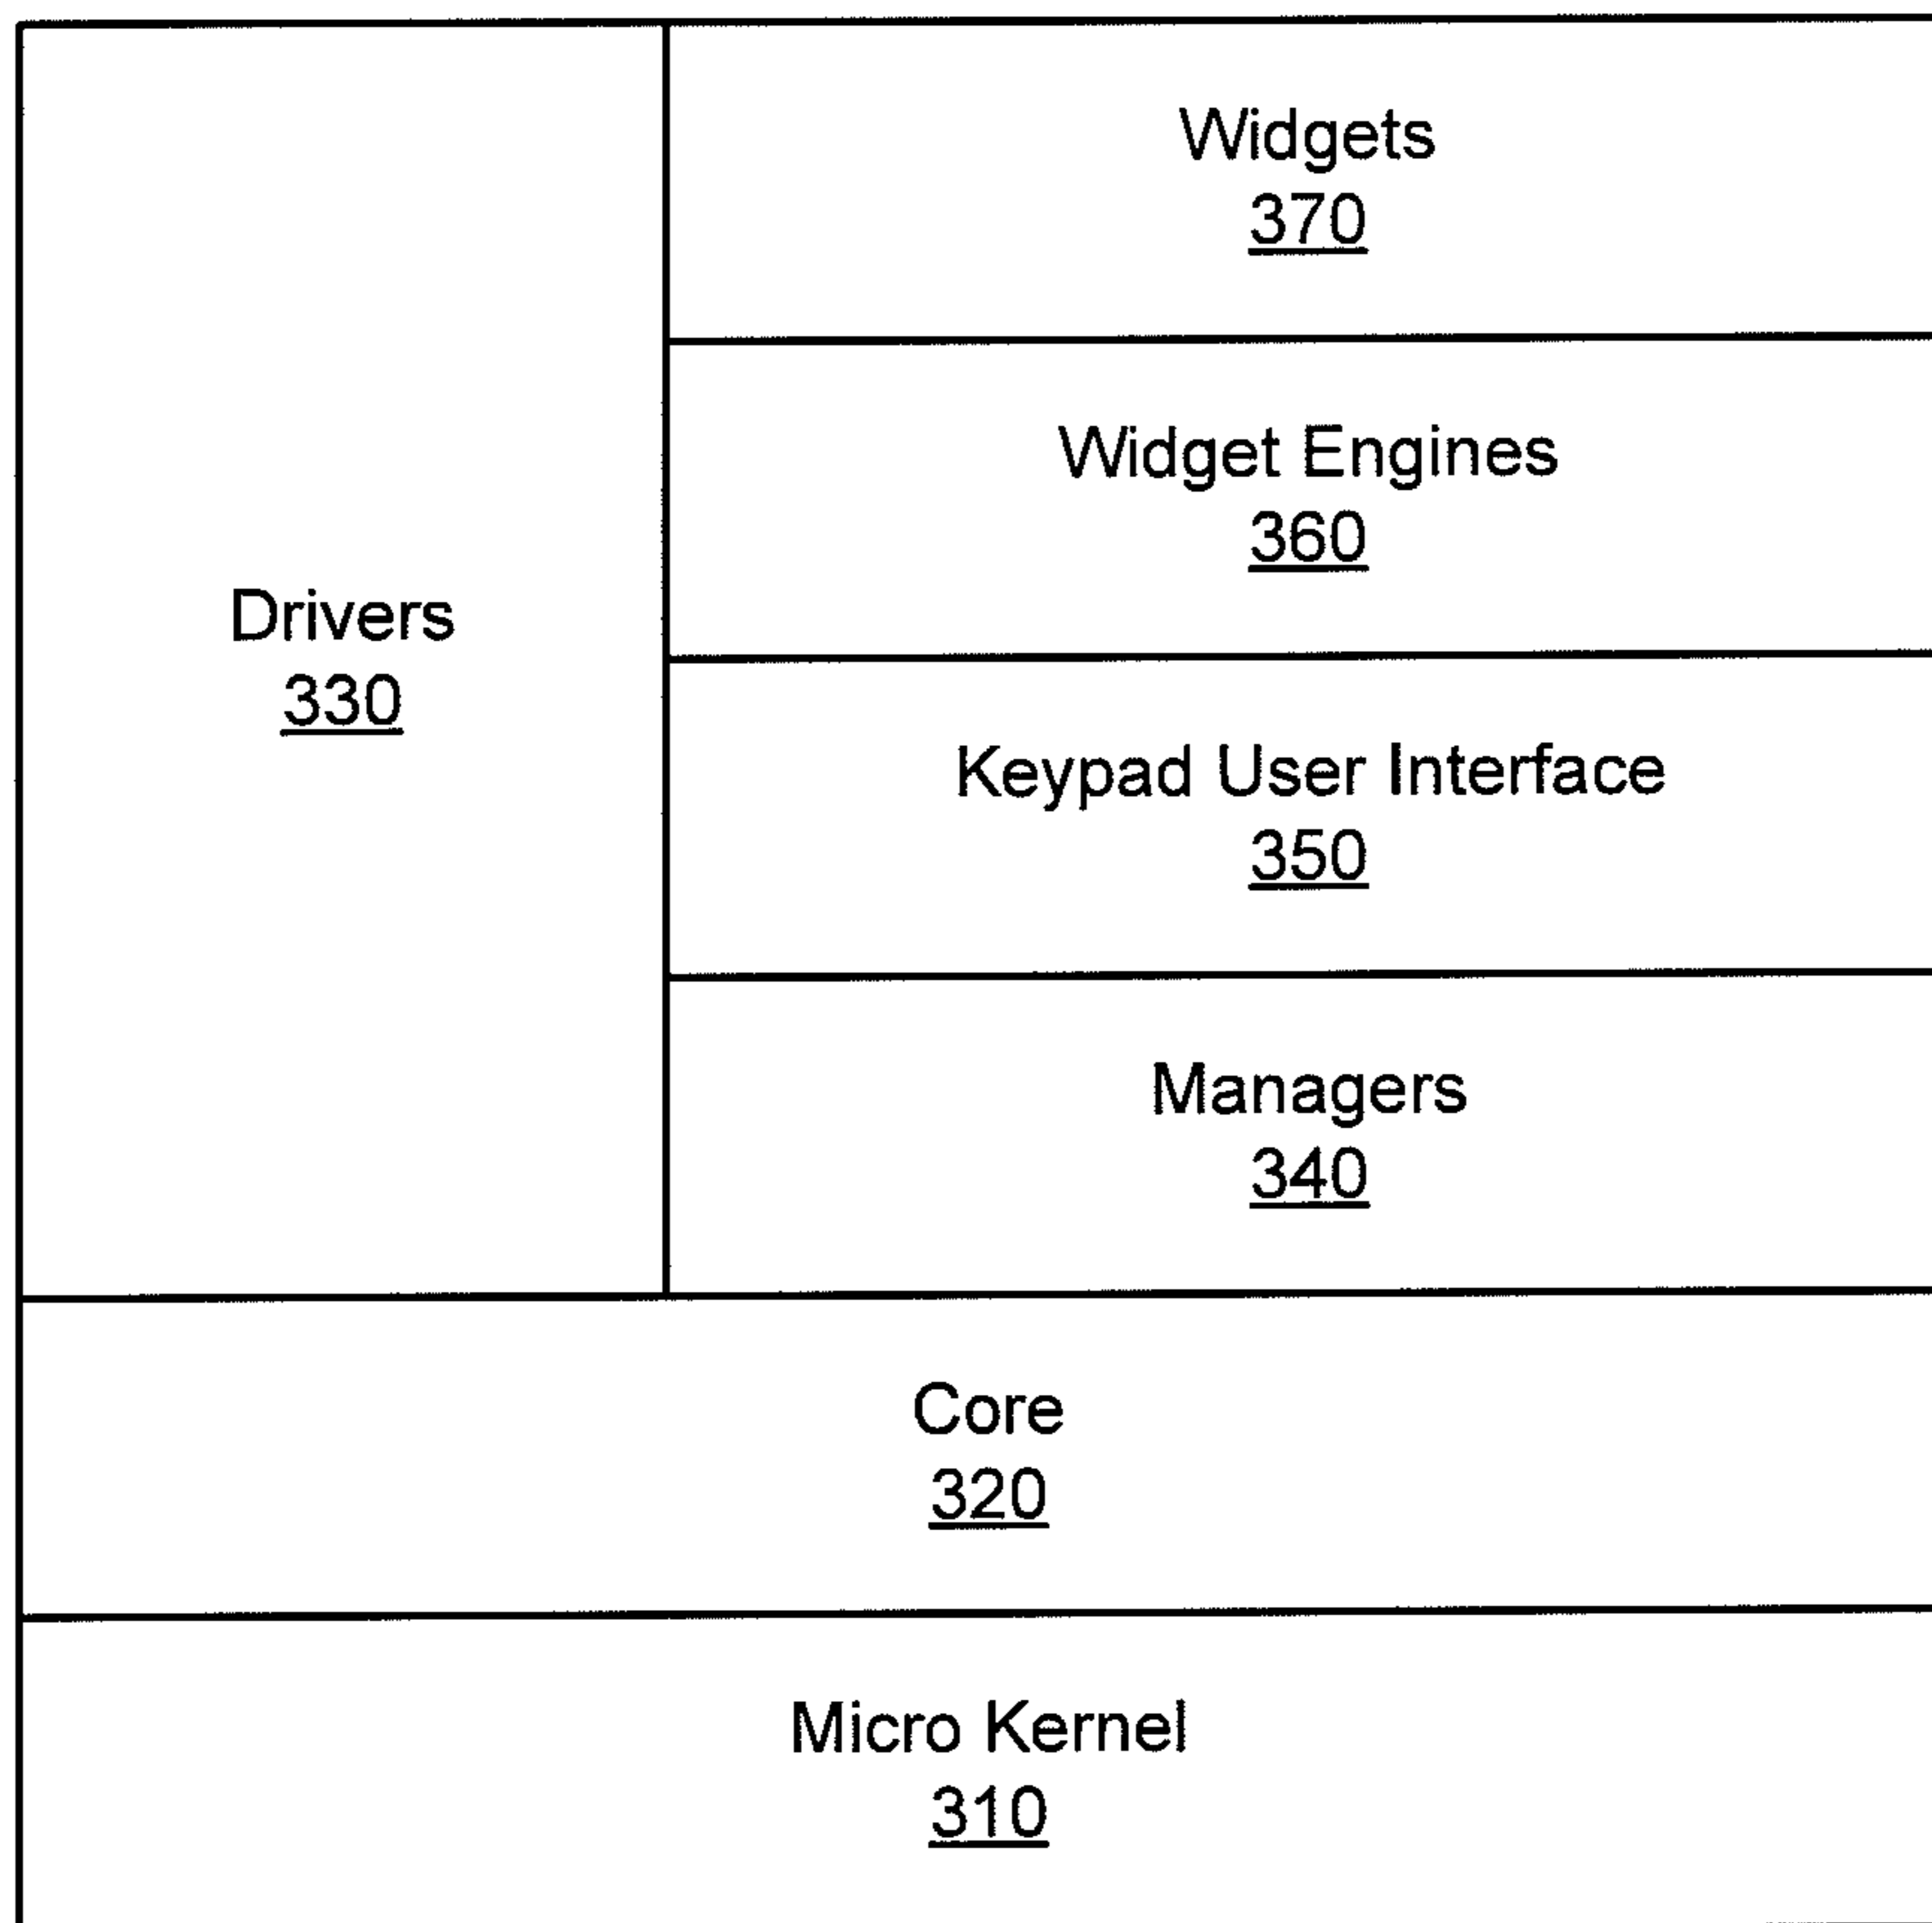 Widgets
370
Widget Engines
360
Drivers
330
Keypad User Interface
350
Managers
340
Core
320
Micro Kernel
310